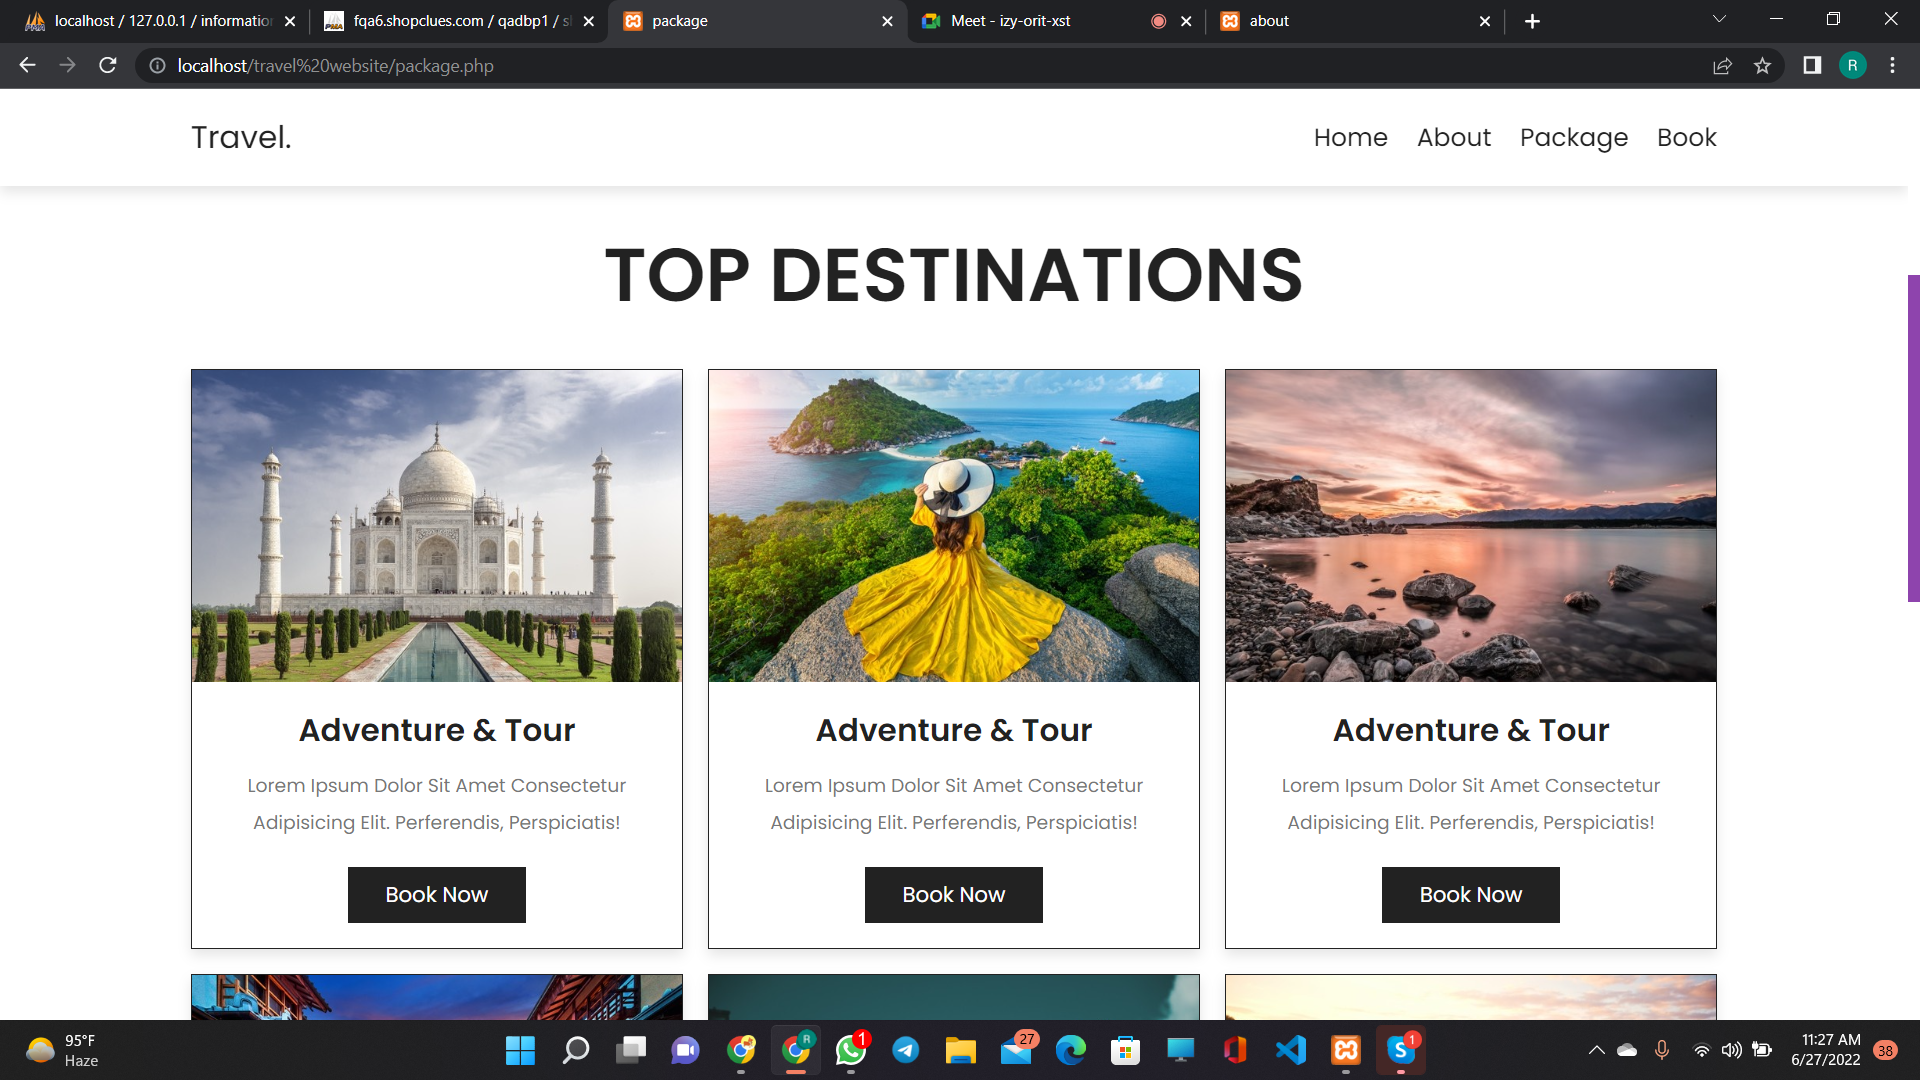 localhost / 127.0.0.1 / information
fqa6.shopclues.com / qadbp1 / sh
package
Meet - izy-orit-xst
about
localhost/travel%20website/package.php
R
Travel.
Home About Package Book
TOP DESTINATIONS
Adventure & Tour
Lorem Ipsum Dolor Sit Amet Consectetur
Adipisicing Elit. Perferendis, Perspiciatis!
Book Now
Adventure & Tour
Lorem Ipsum Dolor Sit Amet Consectetur
Adipisicing Elit. Perferendis, Perspiciatis!
Book Now
Adventure & Tour
Lorem Ipsum Dolor Sit Amet Consectetur
Adipisicing Elit. Perferendis, Perspiciatis!
Book Now
95°F
Haze
R
1
27
S
1
11:27 AM
6/27/2022
38